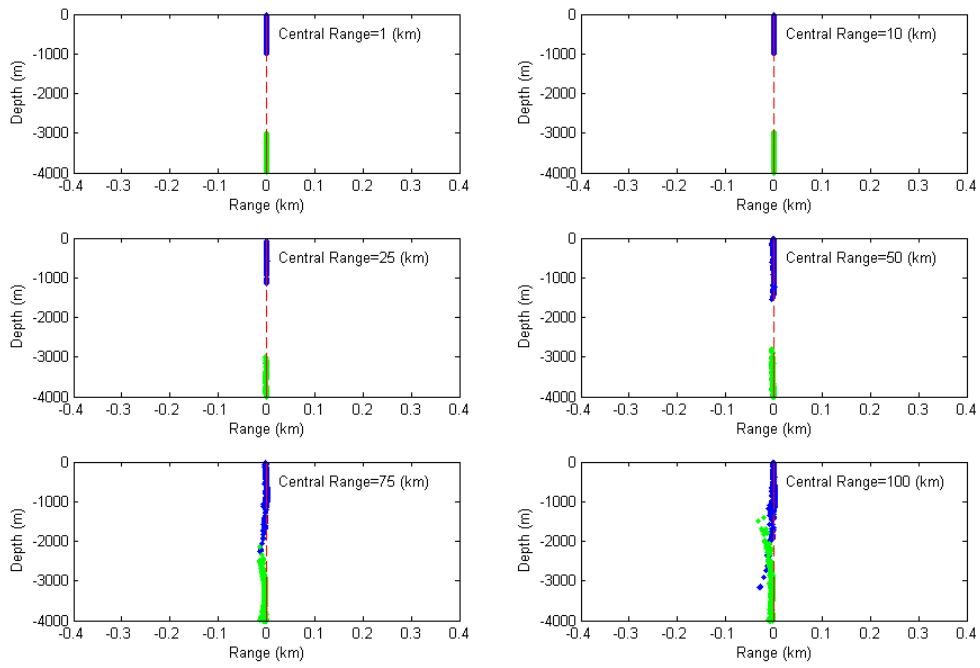 0
-1000
-2000
-3000
-4000
Depth (m)
Central Range=1 (km)
-0.4 -0.3 -0.2 -0.1 0 0.1 0.2 0.3 0.4
Range (km)
0
-1000
-2000
-3000
-4000
Depth (m)
Central Range=10 (km)
-0.4 -0.3 -0.2 -0.1 0 0.1 0.2 0.3 0.4
Range (km)
0
-1000
-2000
-3000
-4000
Depth (m)
Central Range=25 (km)
-0.4 -0.3 -0.2 -0.1 0 0.1 0.2 0.3 0.4
Range (km)
0
-1000
-2000
-3000
-4000
Depth (m)
Central Range=50 (km)
-0.4 -0.3 -0.2 -0.1 0 0.1 0.2 0.3 0.4
Range (km)
0
-1000
-2000
-3000
-4000
Depth (m)
Central Range=75 (km)
-0.4 -0.3 -0.2 -0.1 0 0.1 0.2 0.3 0.4
Range (km)
0
-1000
-2000
-3000
-4000
Depth (m)
Central Range=100 (km)
-0.4 -0.3 -0.2 -0.1 0 0.1 0.2 0.3 0.4
Range (km)